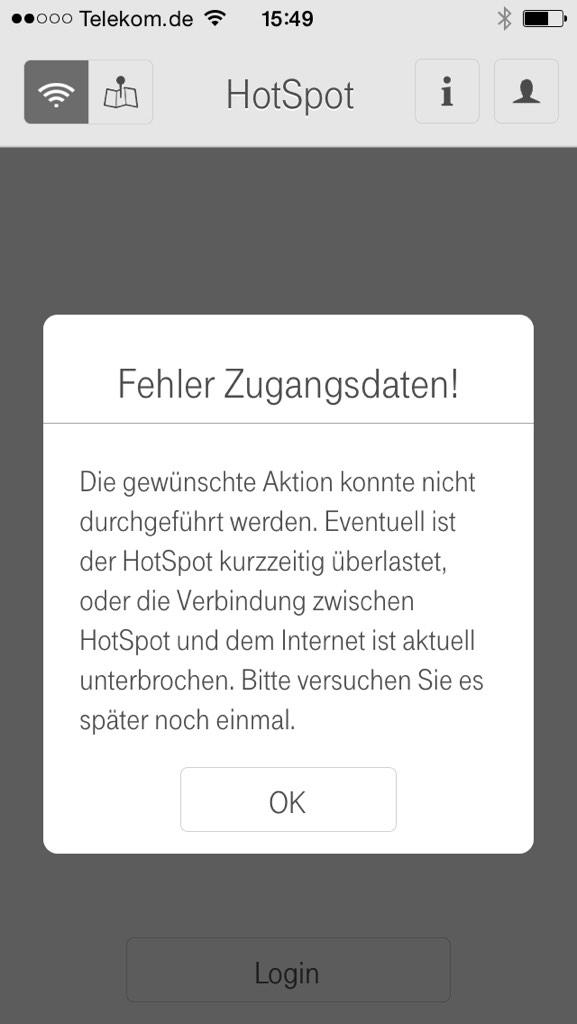 Telekom.de 15:49
HotSpot
Fehler Zugangsdaten!
Die gewünschte Aktion konnte nicht
durchgeführt werden. Eventuell ist
der HotSpot kurzzeitig überlastet,
oder die Verbindung zwischen
HotSpot und dem Internet ist aktuell
unterbrochen. Bitte versuchen Sie es
später noch einmal.
OK
Login